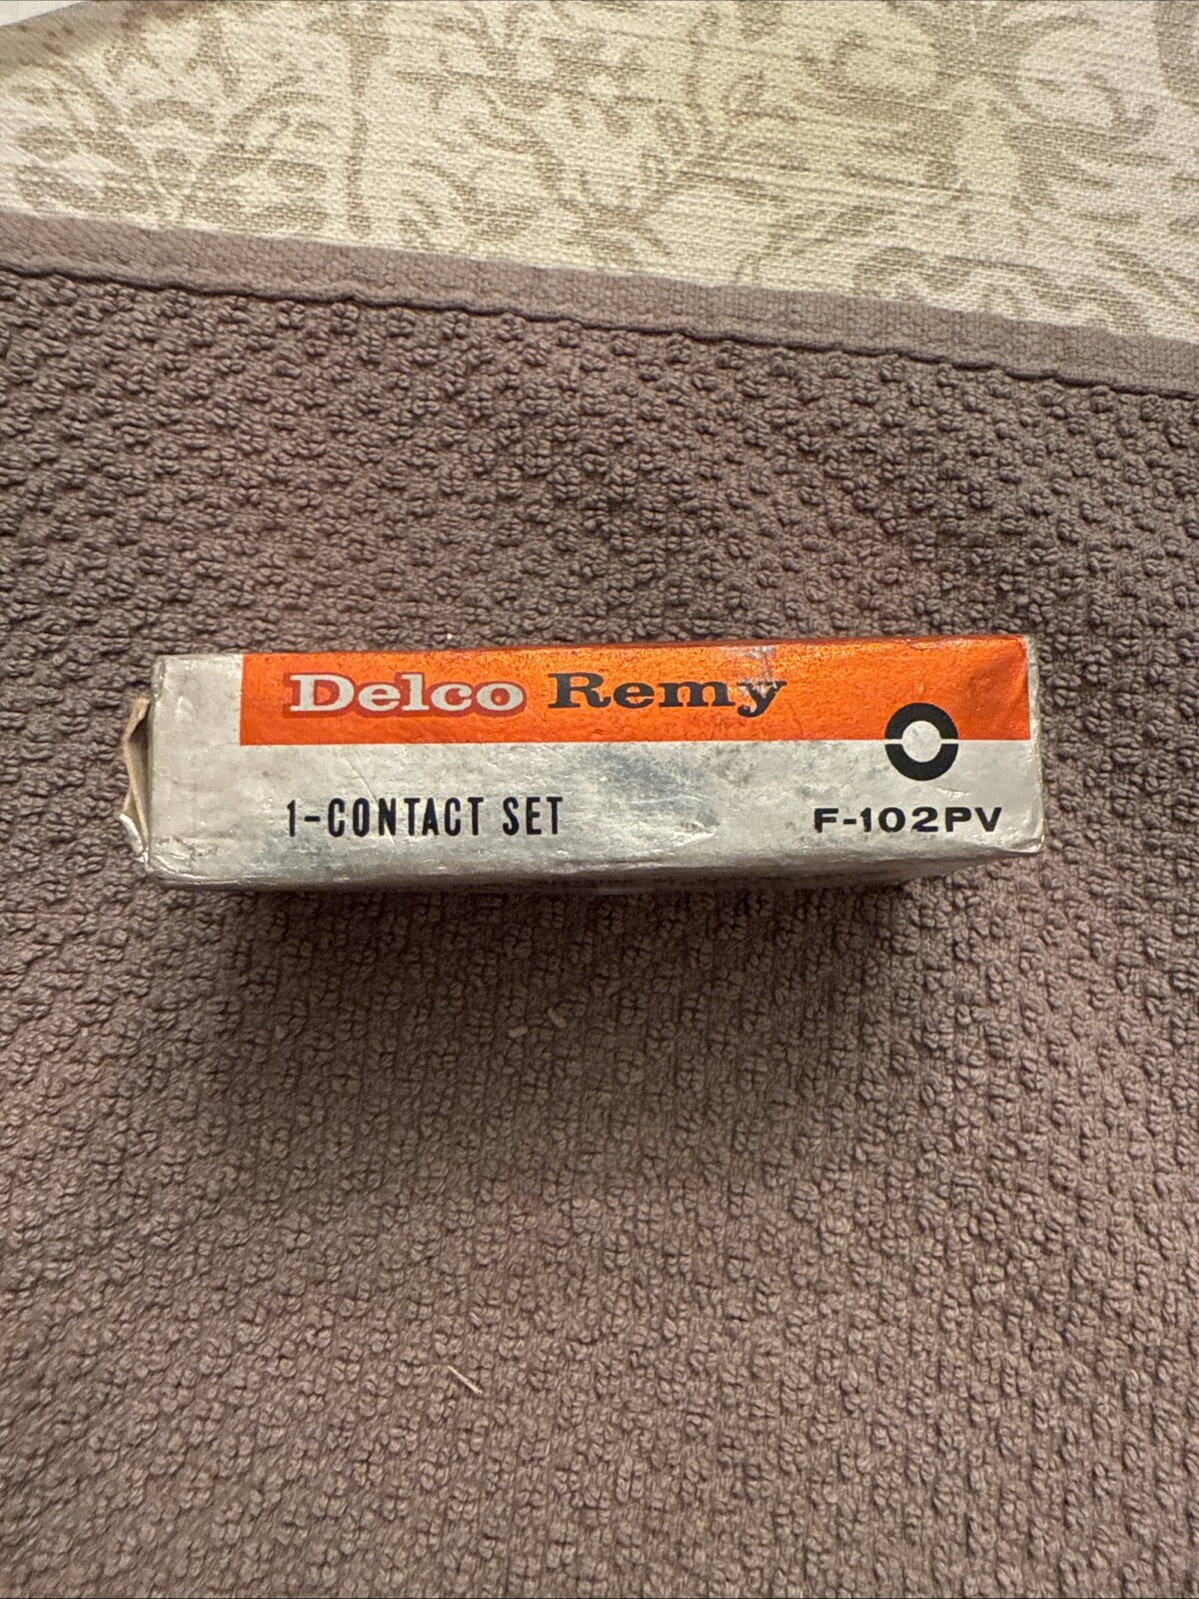 Delco Remy
1-CONTACT SET
F-102PV